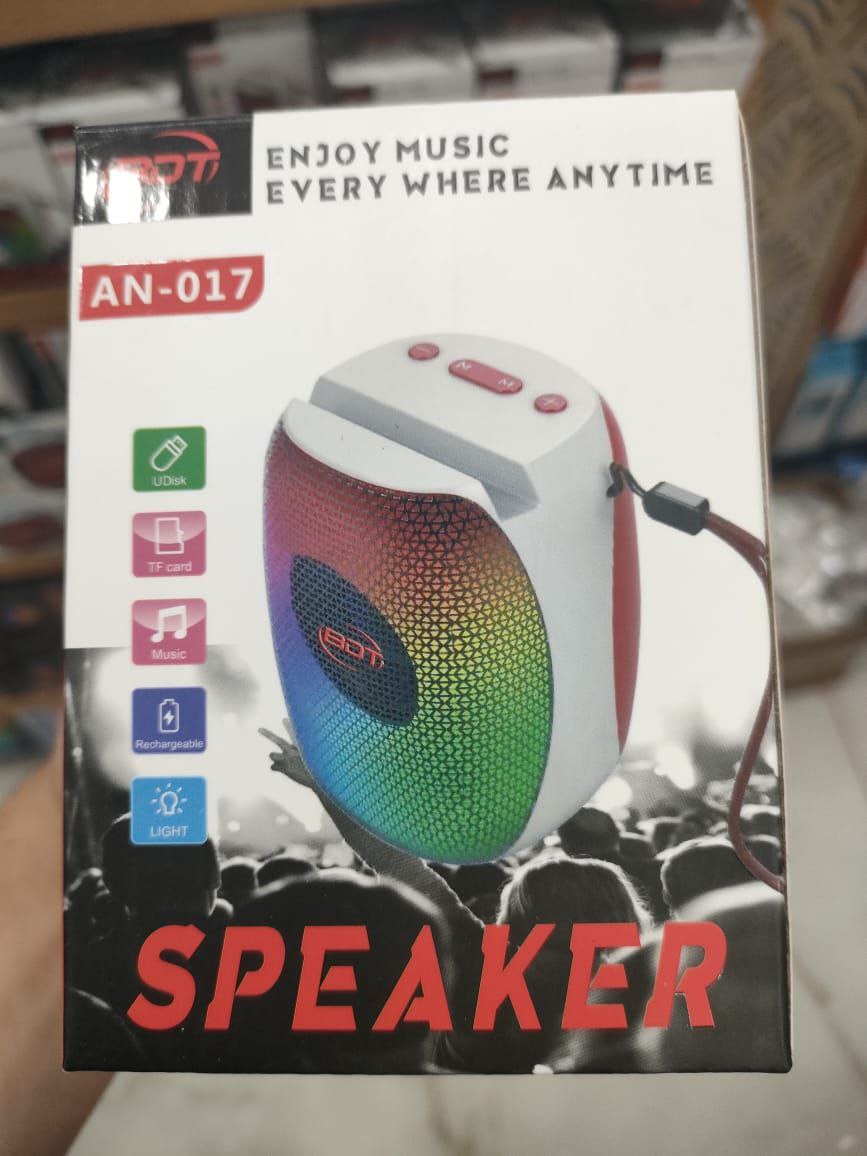 BDT
ENJOY MUSIC
EVERY WHERE ANYTIME
AN-017
UDisk
TF card
Music
Rechargeable
LIGHT
M M
BDT
SPEAKER